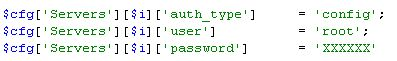 $cfg['Servers'][$i]['auth_type']      = 'config';
$cfg['Servers'][$i]['user']           = 'root';
$cfg['Servers'][$i]['password']       = 'XXXXXX'